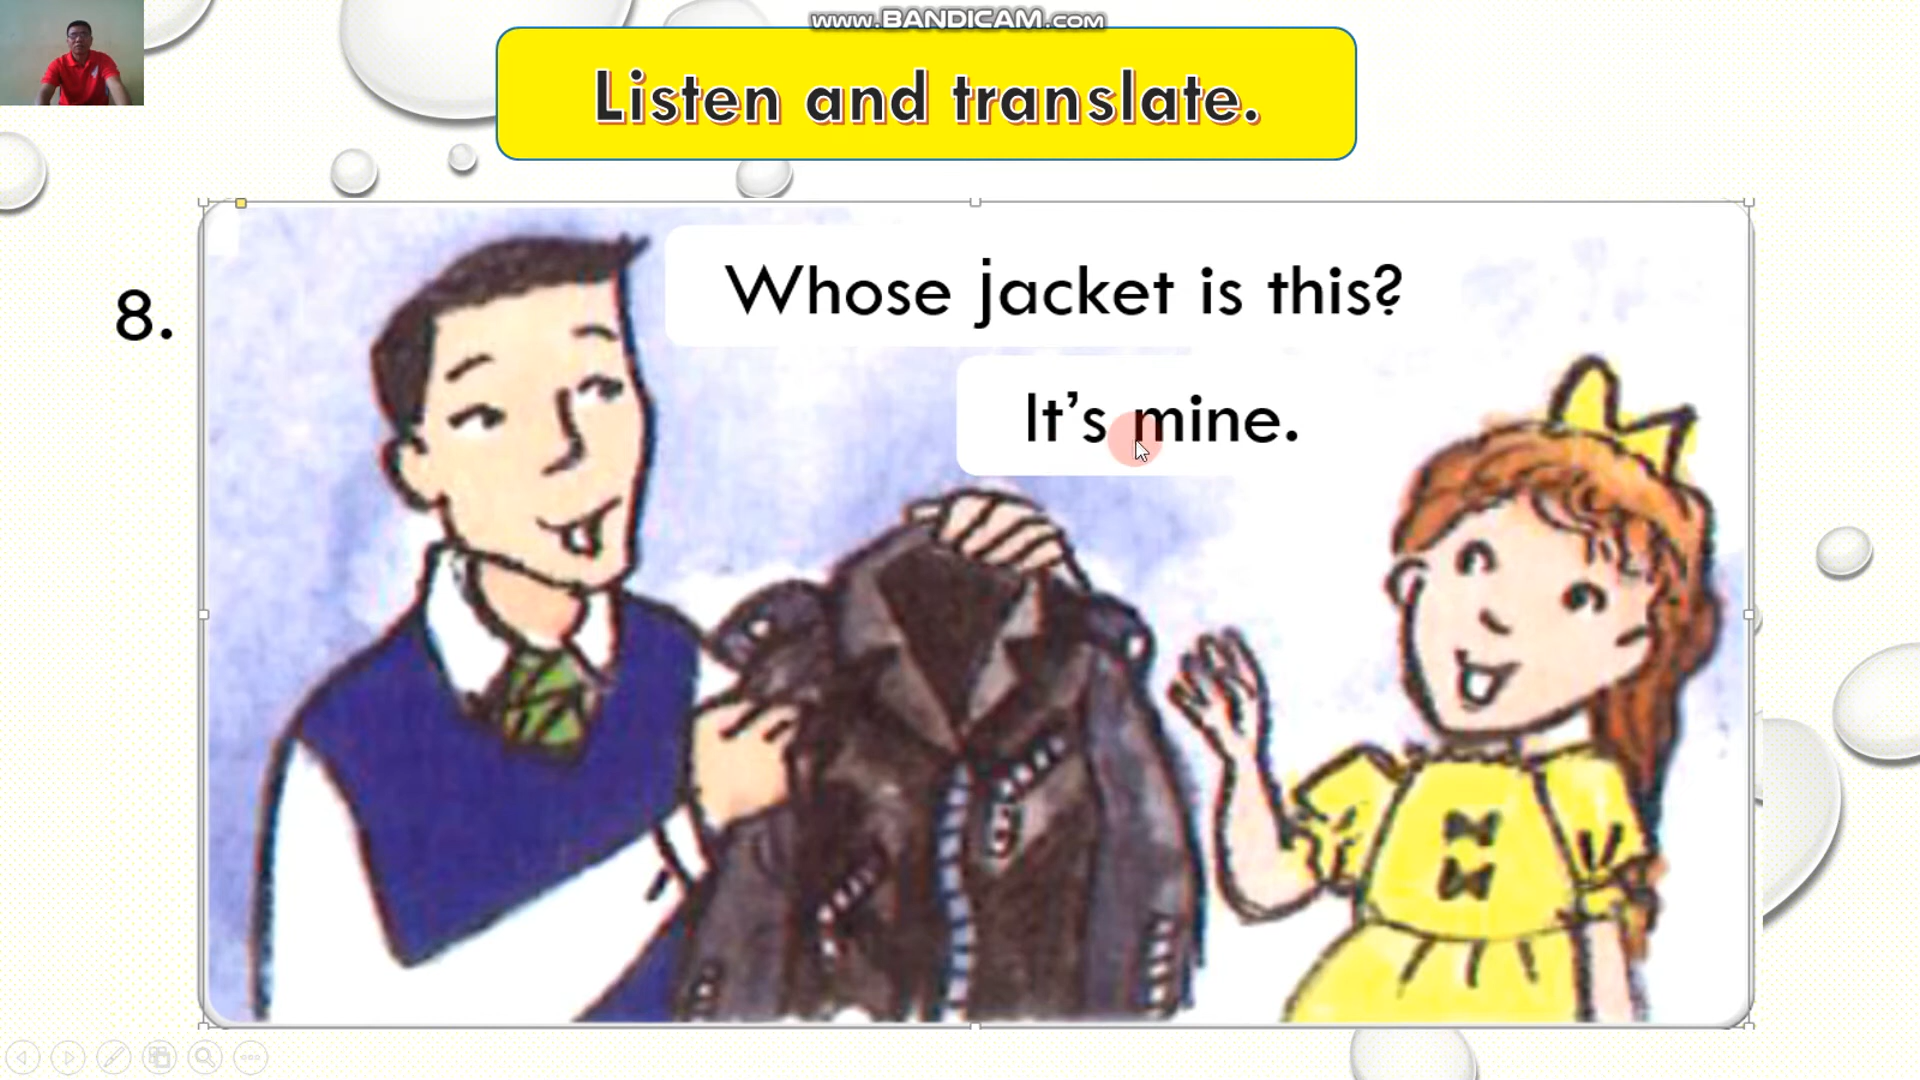 www.BANDICAM.com
Listen and translate.
8.
Whose jacket is this?
It's mine.